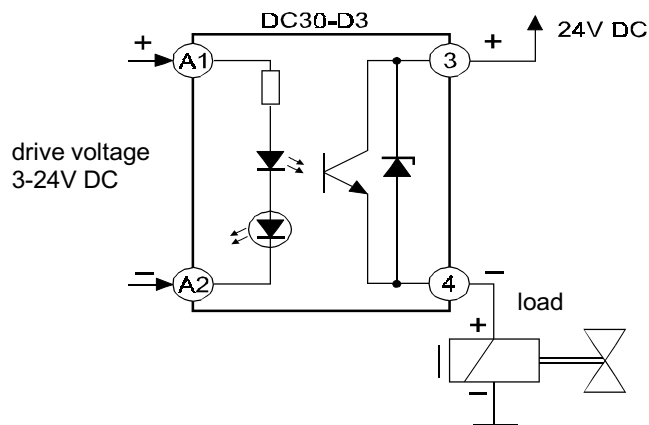 DC30-D3
+ A1
3 +
24V DC
drive voltage
3-24V DC
− A2
4 −
load
+
−